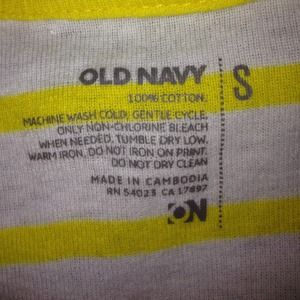 OLD NAVY
S
100% COTTON.
MACHINE WASH COLD, GENTLE CYCLE.
ONLY NON-CHLORINE BLEACH
WHEN NEEDED. TUMBLE DRY LOW.
WARM IRON. DO NOT IRON ON PRINT.
DO NOT DRY CLEAN
MADE IN CAMBODIA
RN 54023 CA 17897
ON